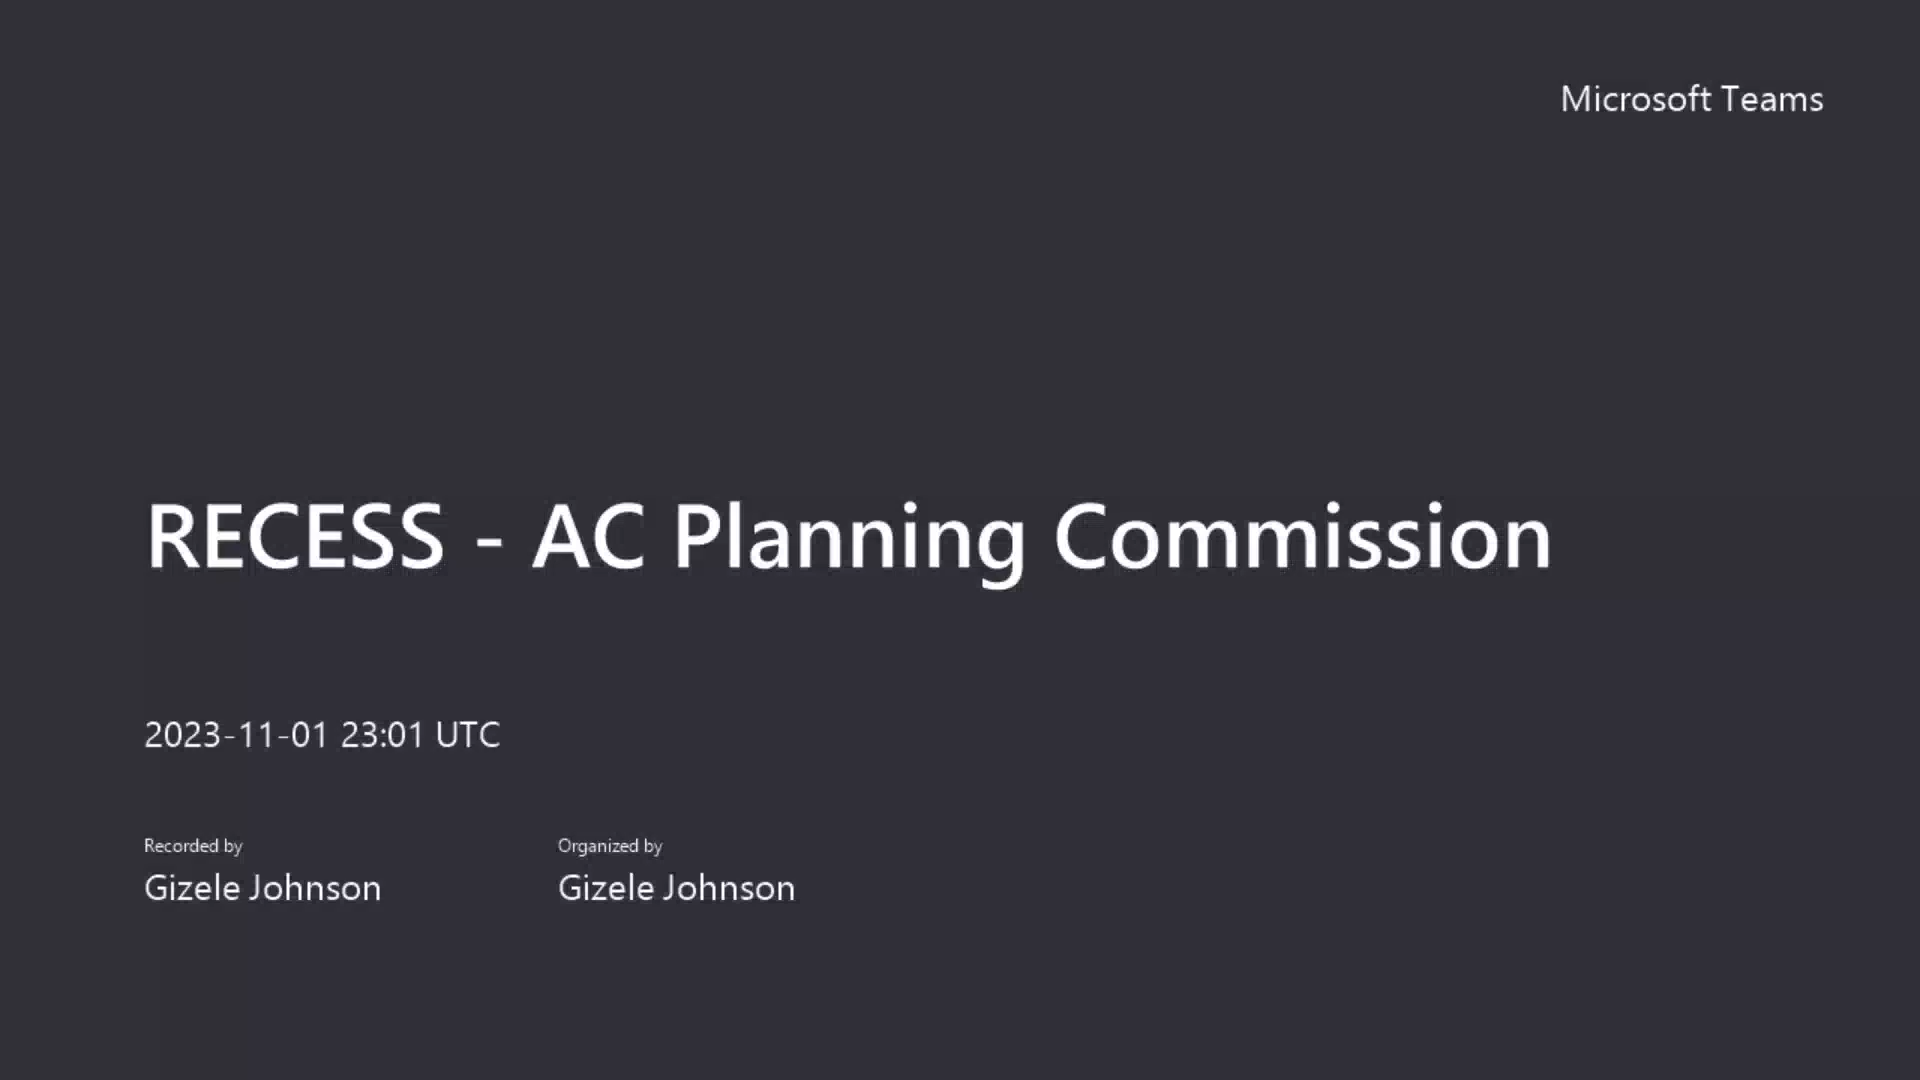 Microsoft Teams
RECESS - AC Planning Commission
2023-11-01 23:01 UTC
Recorded by
Gizele Johnson
Organized by
Gizele Johnson